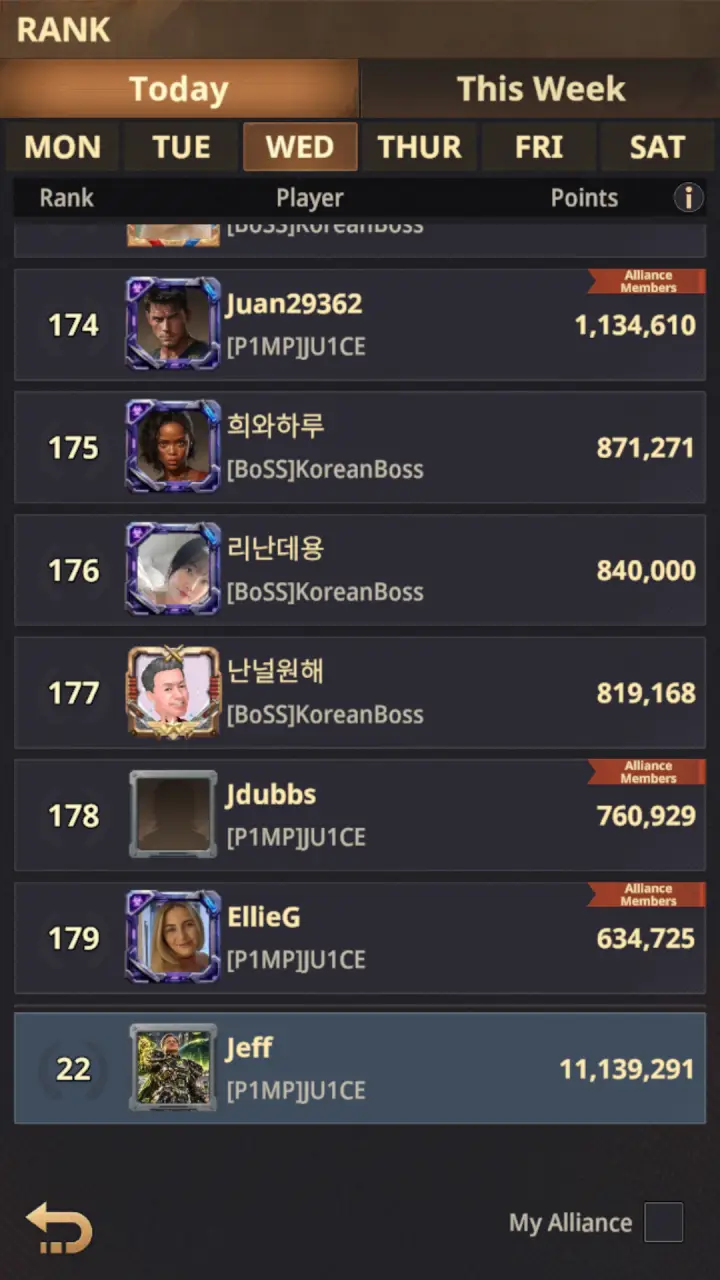 RANK
Today
This Week
MON TUE WED THUR FRI SAT
Rank Player Points i
[BoSS]KoreanBoss
Alliance
Members
174 Juan29362 1,134,610
[P1MP]JU1CE
175 희와하루 871,271
[BoSS]KoreanBoss
176 리난데용 840,000
[BoSS]KoreanBoss
177 난널원해 819,168
[BoSS]KoreanBoss
Alliance
Members
178 Jdubbs 760,929
[P1MP]JU1CE
Alliance
Members
179 EllieG 634,725
[P1MP]JU1CE
22 Jeff 11,139,291
[P1MP]JU1CE
My Alliance